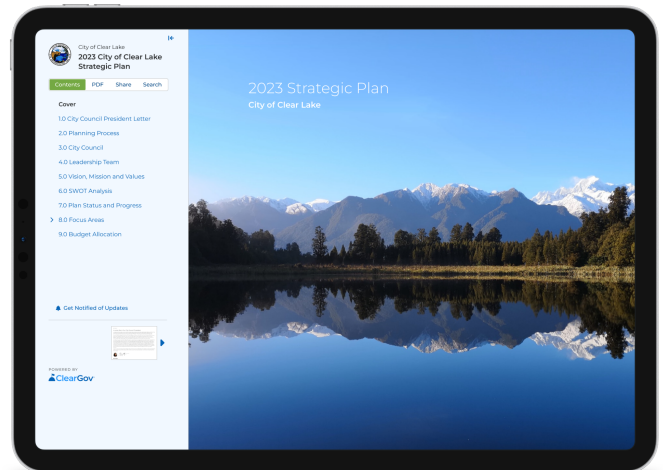 City of Clear Lake
2023 City of Clear Lake
Strategic Plan
Contents PDF Share Search
Cover
1.0 City Council President Letter
2.0 Planning Process
3.0 City Council
4.0 Leadership Team
5.0 Vision, Mission and Values
6.0 SWOT Analysis
7.0 Plan Status and Progress
8.0 Focus Areas
9.0 Budget Allocation
Get Notified of Updates
POWERED BY
ClearGov
2023 Strategic Plan
City of Clear Lake